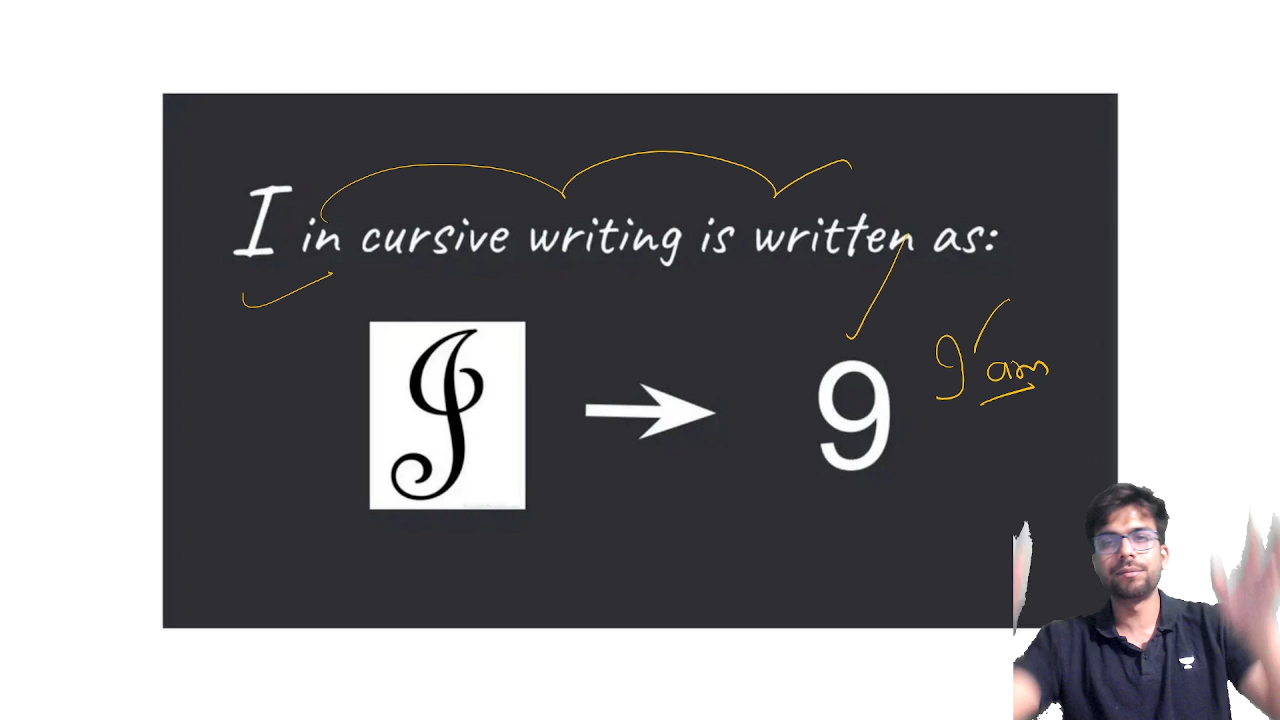 I in cursive writing is written as:
I → 9
9 am